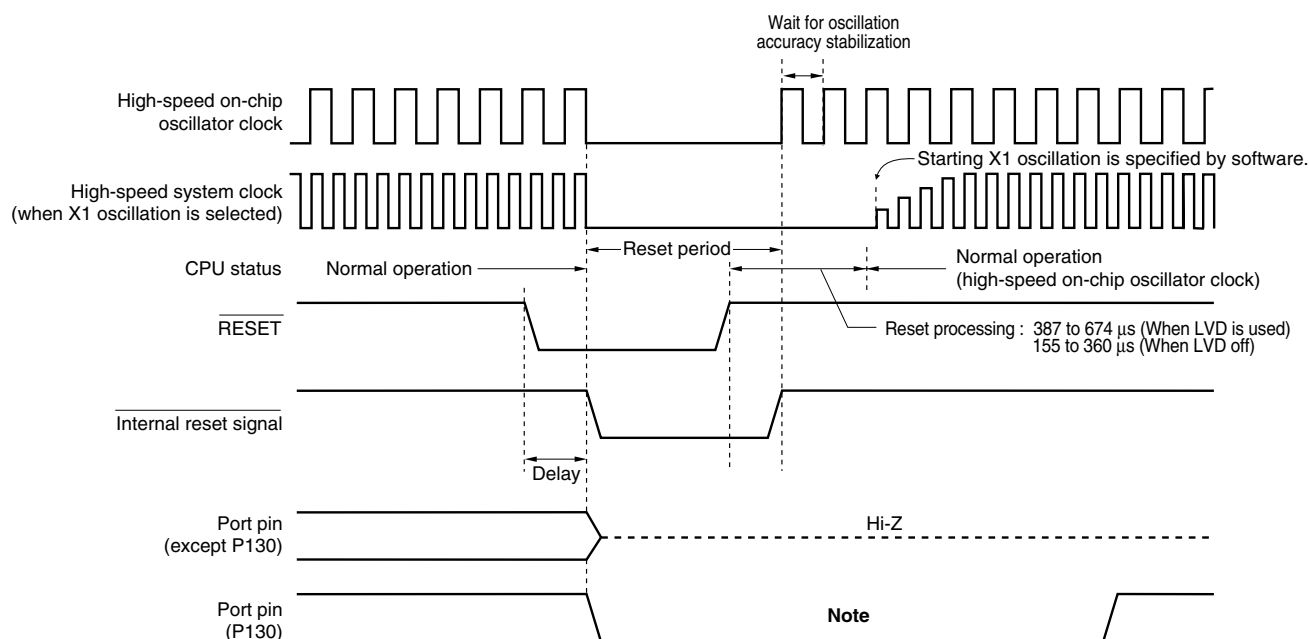 Wait for oscillation
accuracy stabilization
High-speed on-chip
oscillator clock
Starting X1 oscillation is specified by software.
High-speed system clock
(when X1 oscillation is selected)
Reset period
CPU status
Normal operation
Normal operation
(high-speed on-chip oscillator clock)
RESET
Reset processing : 387 to 674 μs (When LVD is used)
155 to 360 μs (When LVD off)
Internal reset signal
Delay
Port pin
(except P130)
Hi-Z
Port pin
(P130)
Note